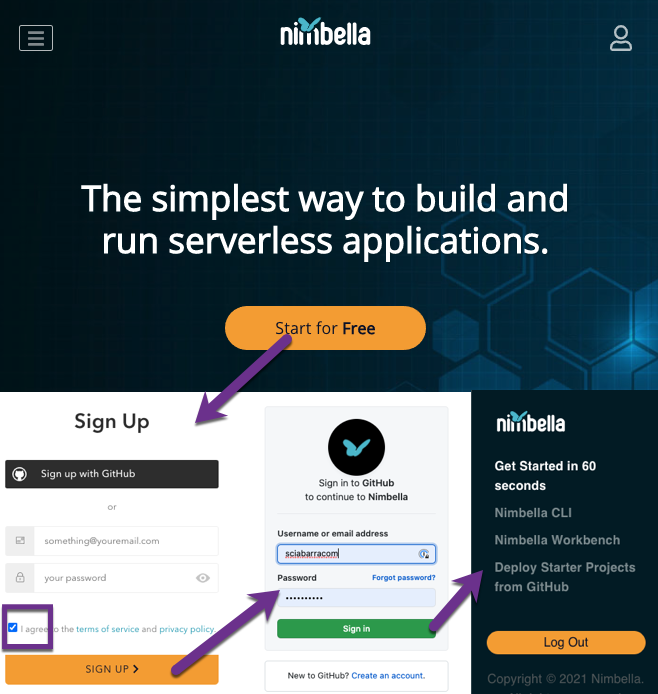 nimbella
The simplest way to build and
run serverless applications.
Start for Free
Sign Up
Sign up with GitHub
or
something@youremail.com
your password
I agree to the terms of service and privacy policy.
SIGN UP
Sign in to GitHub
to continue to Nimbella
Username or email address
sciabarracom
Password
Forgot password?
Sign in
New to GitHub? Create an account.
nimbella
Get Started in 60
seconds
Nimbella CLI
Nimbella Workbench
Deploy Starter Projects
from GitHub
Log Out
Copyright © 2021 Nimbella.